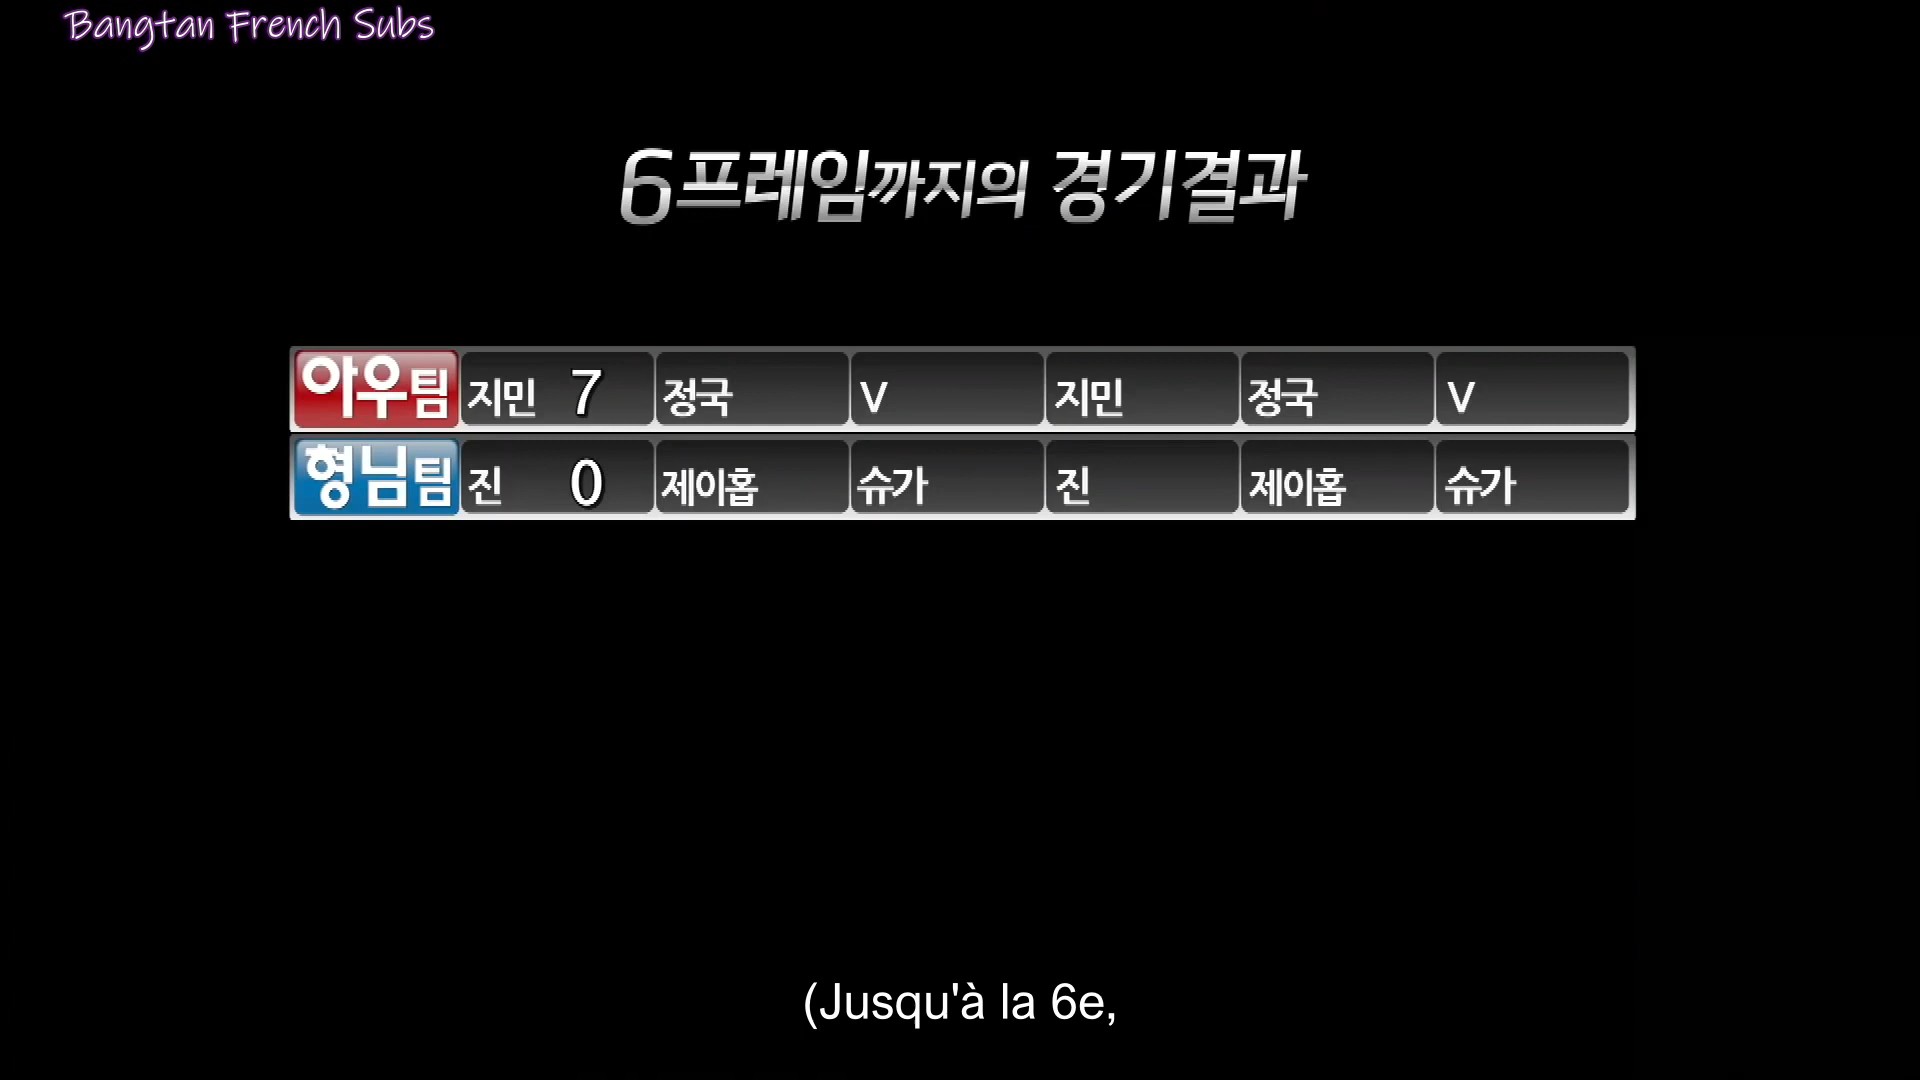 Bangtan French Subs
6프레임까지의 경기결과
아우팀 지민 7 정국 V 지민 정국 V
형님팀 진 0 제이홉 슈가 진 제이홉 슈가
(Jusqu'à la 6e,